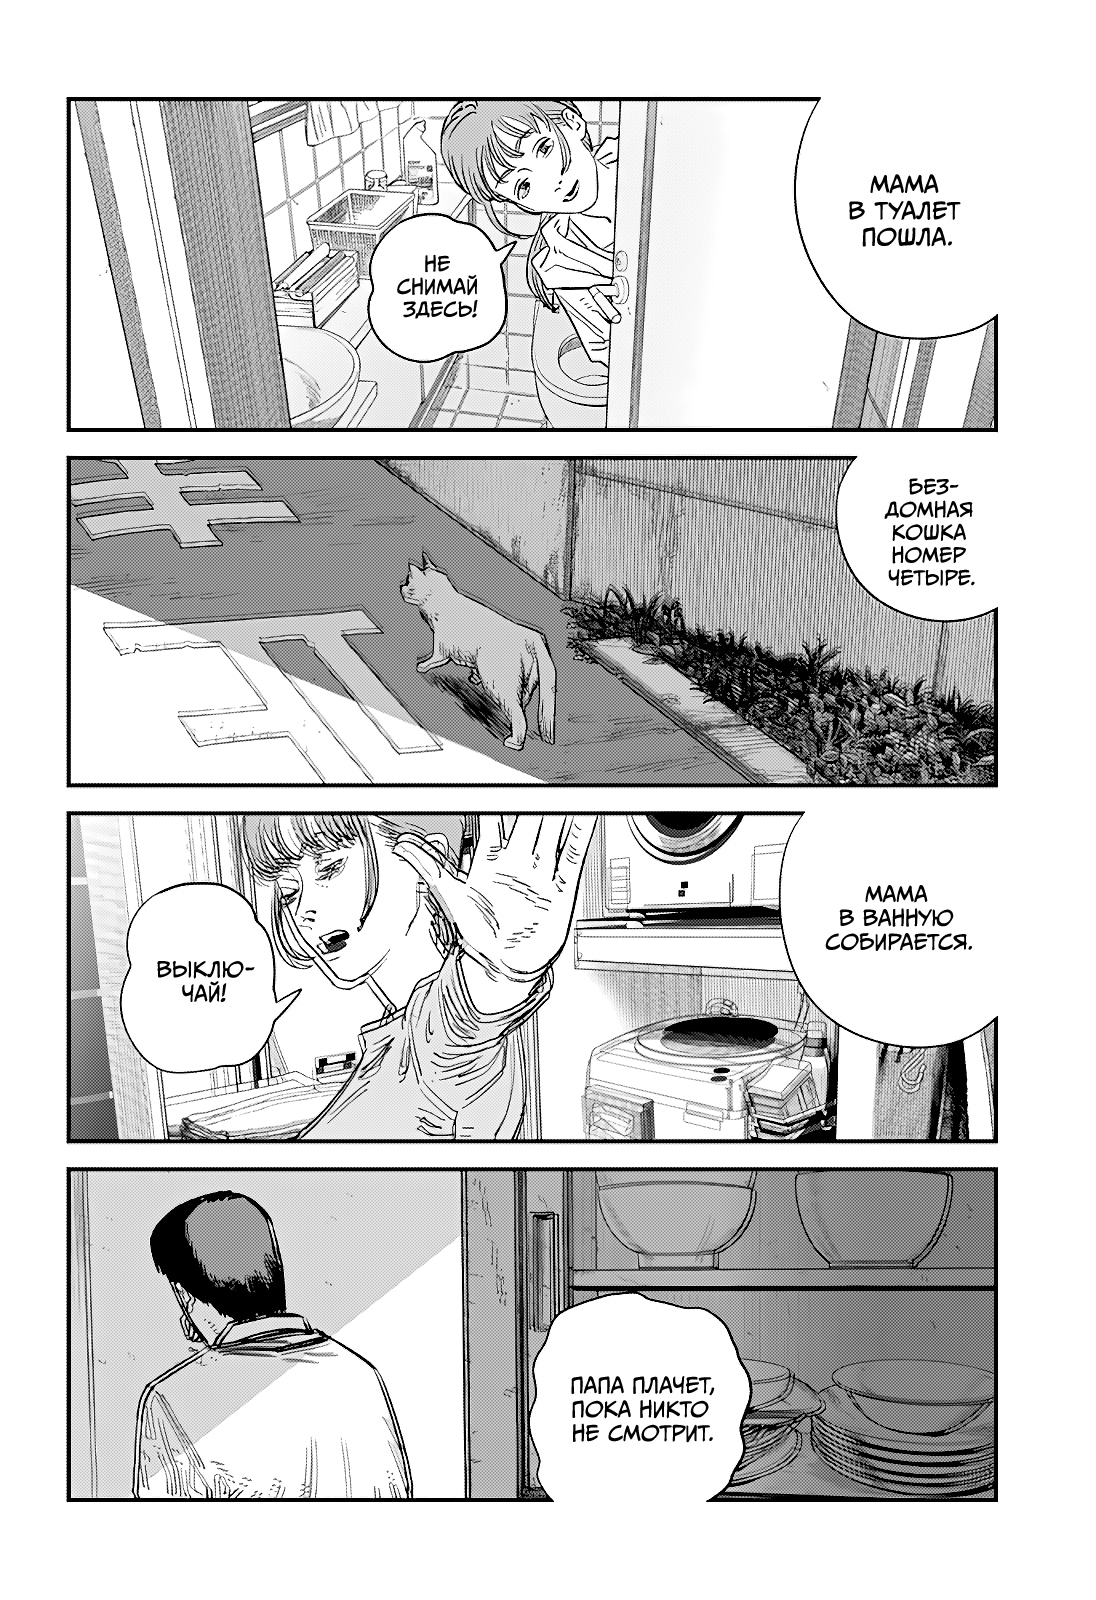 МАМА
В ТУАЛЕТ
ПОШЛА.
НЕ
СНИМАЙ
ЗДЕСЬ!
БЕЗ-
ДОМНАЯ
КОШКА
НОМЕР
ЧЕТЫРЕ.
МАМА
В ВАННУЮ
СОБИРАЕТСЯ.
ВЫКЛЮ-
ЧАЙ!
ПАПА ПЛАЧЕТ,
ПОКА НИКТО
НЕ СМОТРИТ.